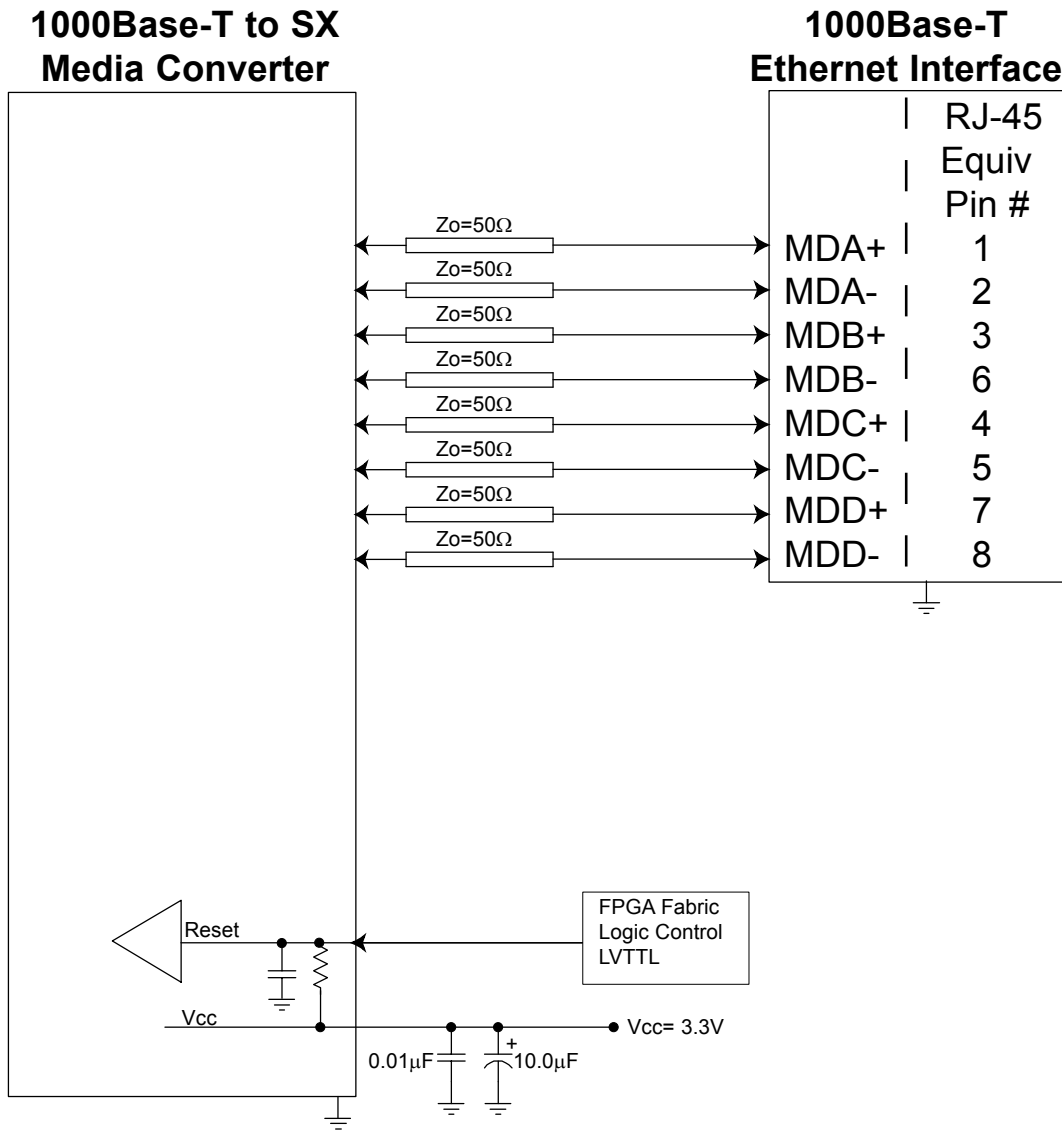 1000Base-T to SX
Media Converter
1000Base-T
Ethernet Interface
RJ-45
Equiv
Pin #
Zo=50Ω
MDA+ 1
Zo=50Ω
MDA- 2
Zo=50Ω
MDB+ 3
Zo=50Ω
MDB- 6
Zo=50Ω
MDC+ 4
Zo=50Ω
MDC- 5
Zo=50Ω
MDD+ 7
Zo=50Ω
MDD- 8
Reset
FPGA Fabric
Logic Control
LVTTL
Vcc
Vcc= 3.3V
0.01µF
+
10.0µF